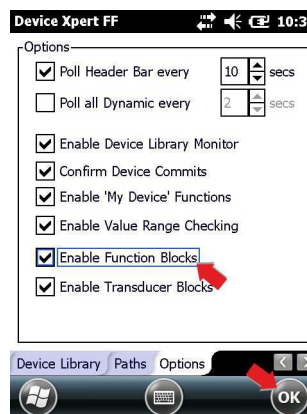 Device Xpert FF 10:3
Options
Poll Header Bar every 10 secs
Poll all Dynamic every 2 secs
Enable Device Library Monitor
Confirm Device Commits
Enable 'My Device' Functions
Enable Value Range Checking
Enable Function Blocks
Enable Transducer Blocks
Device Library Paths Options
OK